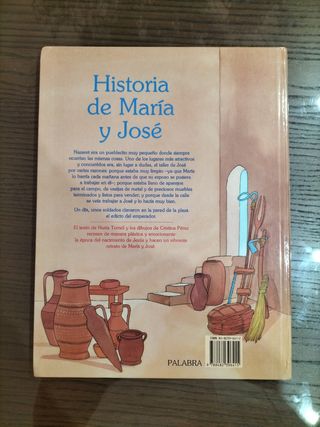 Historia
de María
y José
Nazaret era un pueblecito muy pequeño donde siempre
ocurrían las mismas cosas. Uno de los lugares más atractivos
y concurridos era, sin lugar a dudas, el taller de José
por varias razones: porque estaba muy limpio –ya que María
lo barría cada mañana antes de que su esposo se pusiera
a trabajar en él–; porque estaba lleno de aperos
para el campo, de vasijas de metal y de preciosos muebles
terminados y listos para vender; y porque desde la calle
se veía trabajar a José y lo hacía muy bien.
Un día, unos soldados clavaron en la pared de la plaza
el edicto del emperador.
El texto de Nuria Torrell y los dibujos de Cristina Pérez
recrean de manera plástica y emocionante
la época del nacimiento de Jesús y hacen un vibrante
retrato de María y José.
PALABRA